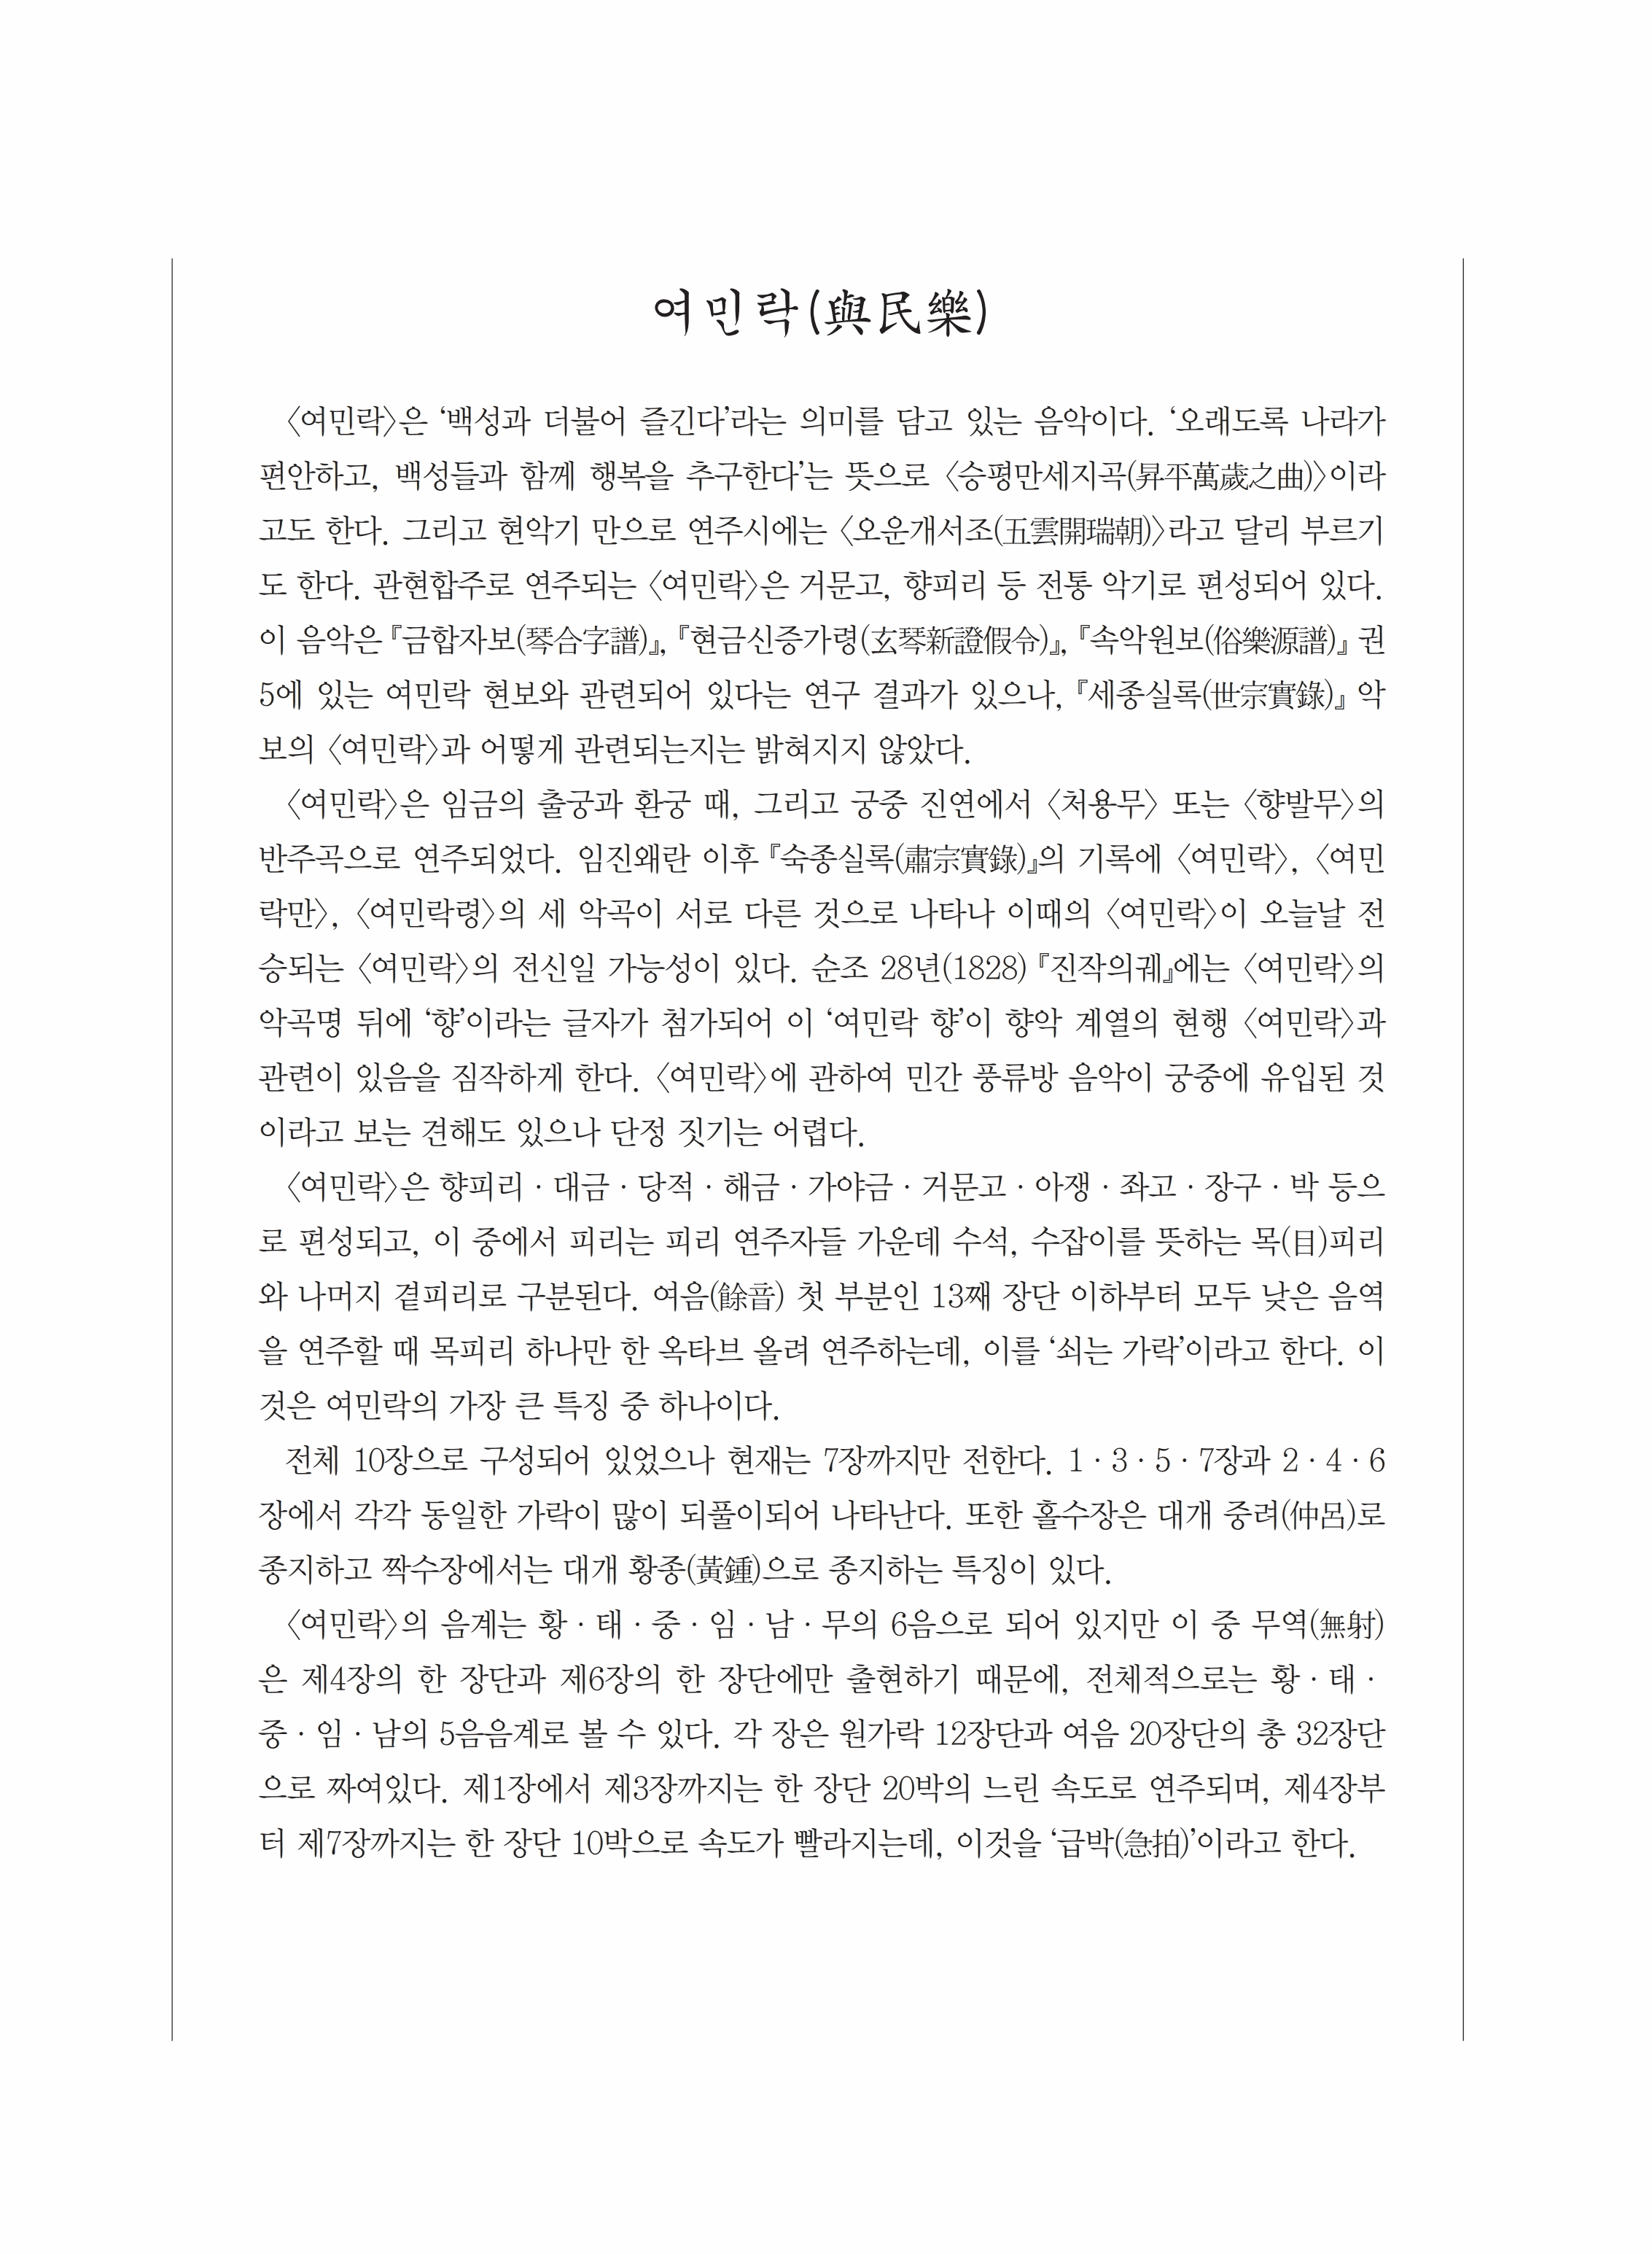 여민락(與民樂)
〈여민락〉은 ‘백성과 더불어 즐긴다’라는 의미를 담고 있는 음악이다. ‘오래도록 나라가
편안하고, 백성들과 함께 행복을 추구한다’는 뜻으로 〈승평만세지곡(昇平萬歲之曲)〉이라
고도 한다. 그리고 현악기 만으로 연주시에는 〈오운개서조(五雲開瑞朝)〉라고 달리 부르기
도 한다. 관현합주로 연주되는 〈여민락〉은 거문고, 향피리 등 전통 악기로 편성되어 있다.
이 음악은 『금합자보(琴合字譜)』, 『현금신증가령(玄琴新證假令)』, 『속악원보(俗樂源譜)』 권
5에 있는 여민락 현보와 관련되어 있다는 연구 결과가 있으나, 『세종실록(世宗實錄)』 악
보의 〈여민락〉과 어떻게 관련되는지는 밝혀지지 않았다.
〈여민락〉은 임금의 출궁과 환궁 때, 그리고 궁중 진연에서 〈처용무〉 또는 〈향발무〉의
반주곡으로 연주되었다. 임진왜란 이후 『숙종실록(肅宗實錄)』의 기록에 〈여민락〉, 〈여민
락만〉, 〈여민락령〉의 세 악곡이 서로 다른 것으로 나타나 이때의 〈여민락〉이 오늘날 전
승되는 〈여민락〉의 전신일 가능성이 있다. 순조 28년(1828) 『진작의궤』에는 〈여민락〉의
악곡명 뒤에 ‘향’이라는 글자가 첨가되어 이 ‘여민락 향’이 향악 계열의 현행 〈여민락〉과
관련이 있음을 짐작하게 한다. 〈여민락〉에 관하여 민간 풍류방 음악이 궁중에 유입된 것
이라고 보는 견해도 있으나 단정 짓기는 어렵다.
〈여민락〉은 향피리 · 대금 · 당적 · 해금 · 가야금 · 거문고 · 아쟁 · 좌고 · 장구 · 박 등으
로 편성되고, 이 중에서 피리는 피리 연주자들 가운데 수석, 수잡이를 뜻하는 목(目)피리
와 나머지 곁피리로 구분된다. 여음(餘音) 첫 부분인 13째 장단 이하부터 모두 낮은 음역
을 연주할 때 목피리 하나만 한 옥타브 올려 연주하는데, 이를 ‘쇠는 가락’이라고 한다. 이
것은 여민락의 가장 큰 특징 중 하나이다.
전체 10장으로 구성되어 있었으나 현재는 7장까지만 전한다. 1 · 3 · 5 · 7장과 2 · 4 · 6
장에서 각각 동일한 가락이 많이 되풀이되어 나타난다. 또한 홀수장은 대개 중려(仲呂)로
종지하고 짝수장에서는 대개 황종(黃鍾)으로 종지하는 특징이 있다.
〈여민락〉의 음계는 황 · 태 · 중 · 임 · 남 · 무의 6음으로 되어 있지만 이 중 무역(無射)
은 제4장의 한 장단과 제6장의 한 장단에만 출현하기 때문에, 전체적으로는 황 · 태 ·
중 · 임 · 남의 5음음계로 볼 수 있다. 각 장은 원가락 12장단과 여음 20장단의 총 32장단
으로 짜여있다. 제1장에서 제3장까지는 한 장단 20박의 느린 속도로 연주되며, 제4장부
터 제7장까지는 한 장단 10박으로 속도가 빨라지는데, 이것을 ‘급박(急拍)’이라고 한다.